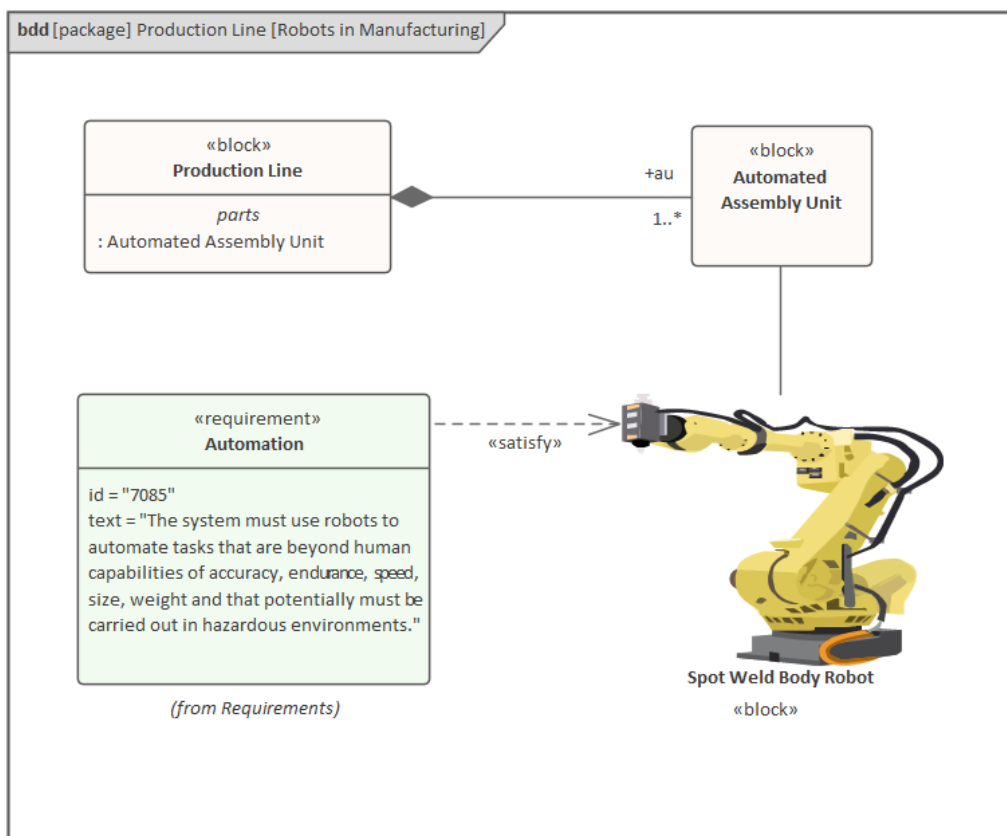 bdd [package] Production Line [Robots in Manufacturing]
«block»
Production Line
parts
: Automated Assembly Unit
+au
1..*
«block»
Automated
Assembly Unit
«requirement»
Automation
id = "7085"
text = "The system must use robots to
automate tasks that are beyond human
capabilities of accuracy, endurance, speed,
size, weight and that potentially must be
carried out in hazardous environments."
(from Requirements)
«satisfy»
Spot Weld Body Robot
«block»